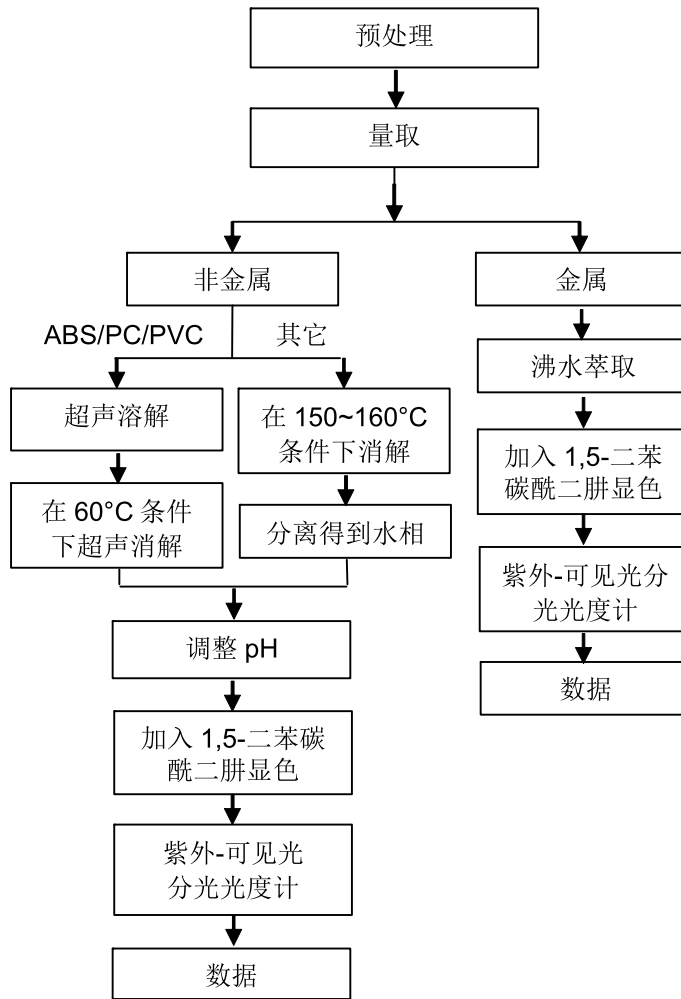 预处理
量取
非金属
金属
ABS/PC/PVC
其它
沸水萃取
超声溶解
在 150~160°C
条件下消解
加入 1,5-二苯
碳酰二肼显色
在 60°C 条件
下超声消解
分离得到水相
紫外-可见光分
光光度计
调整 pH
数据
加入 1,5-二苯碳
酰二肼显色
紫外-可见光
分光光度计
数据